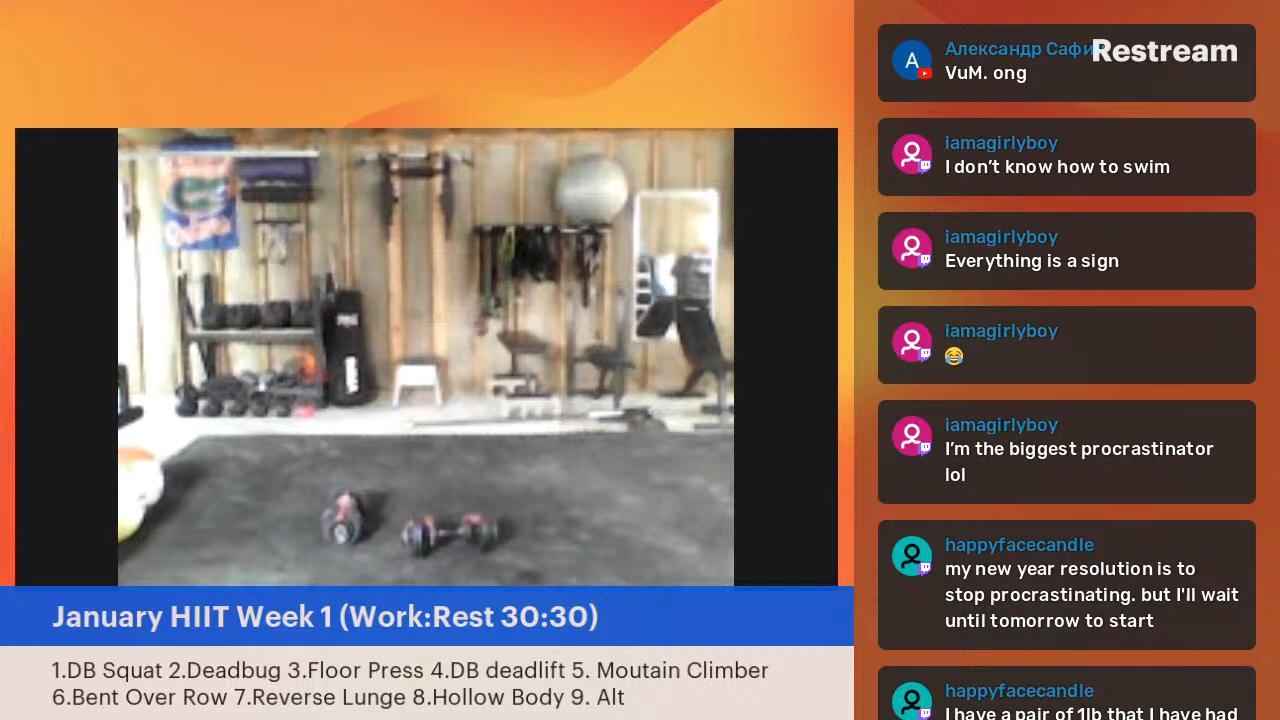 January HIIT Week 1 (Work:Rest 30:30)
1.DB Squat 2.Deadbug 3.Floor Press 4.DB deadlift 5. Moutain Climber
6.Bent Over Row 7.Reverse Lunge 8.Hollow Body 9. Alt
Restream
A
Александр
VuM. ong
iamagirlyboy
I don’t know how to swim
iamagirlyboy
Everything is a sign
iamagirlyboy
😂
iamagirlyboy
I’m the biggest procrastinator
lol
happyfacecandle
my new year resolution is to
stop procrastinating. but I'll wait
until tomorrow to start
happyfacecandle
I have a pair of 1lb that I have had